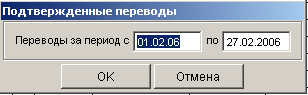 Подтвержденные переводы
Переводы за период с 01.02.06 по 27.02.2006
OK Отмена